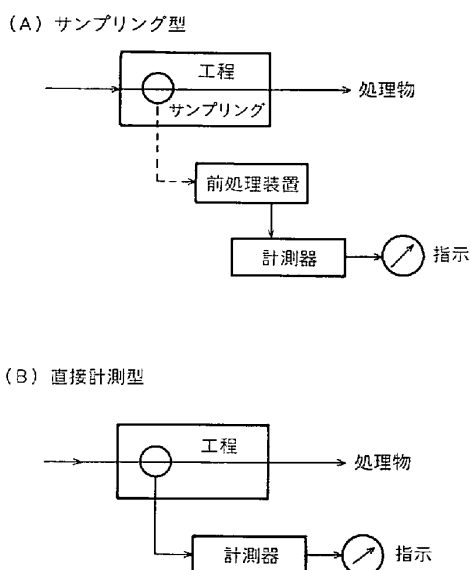 (A) サンプリング型
工程
サンプリング
処理物
前処理装置
計測器
指示
(B) 直接計測型
工程
処理物
計測器
指示